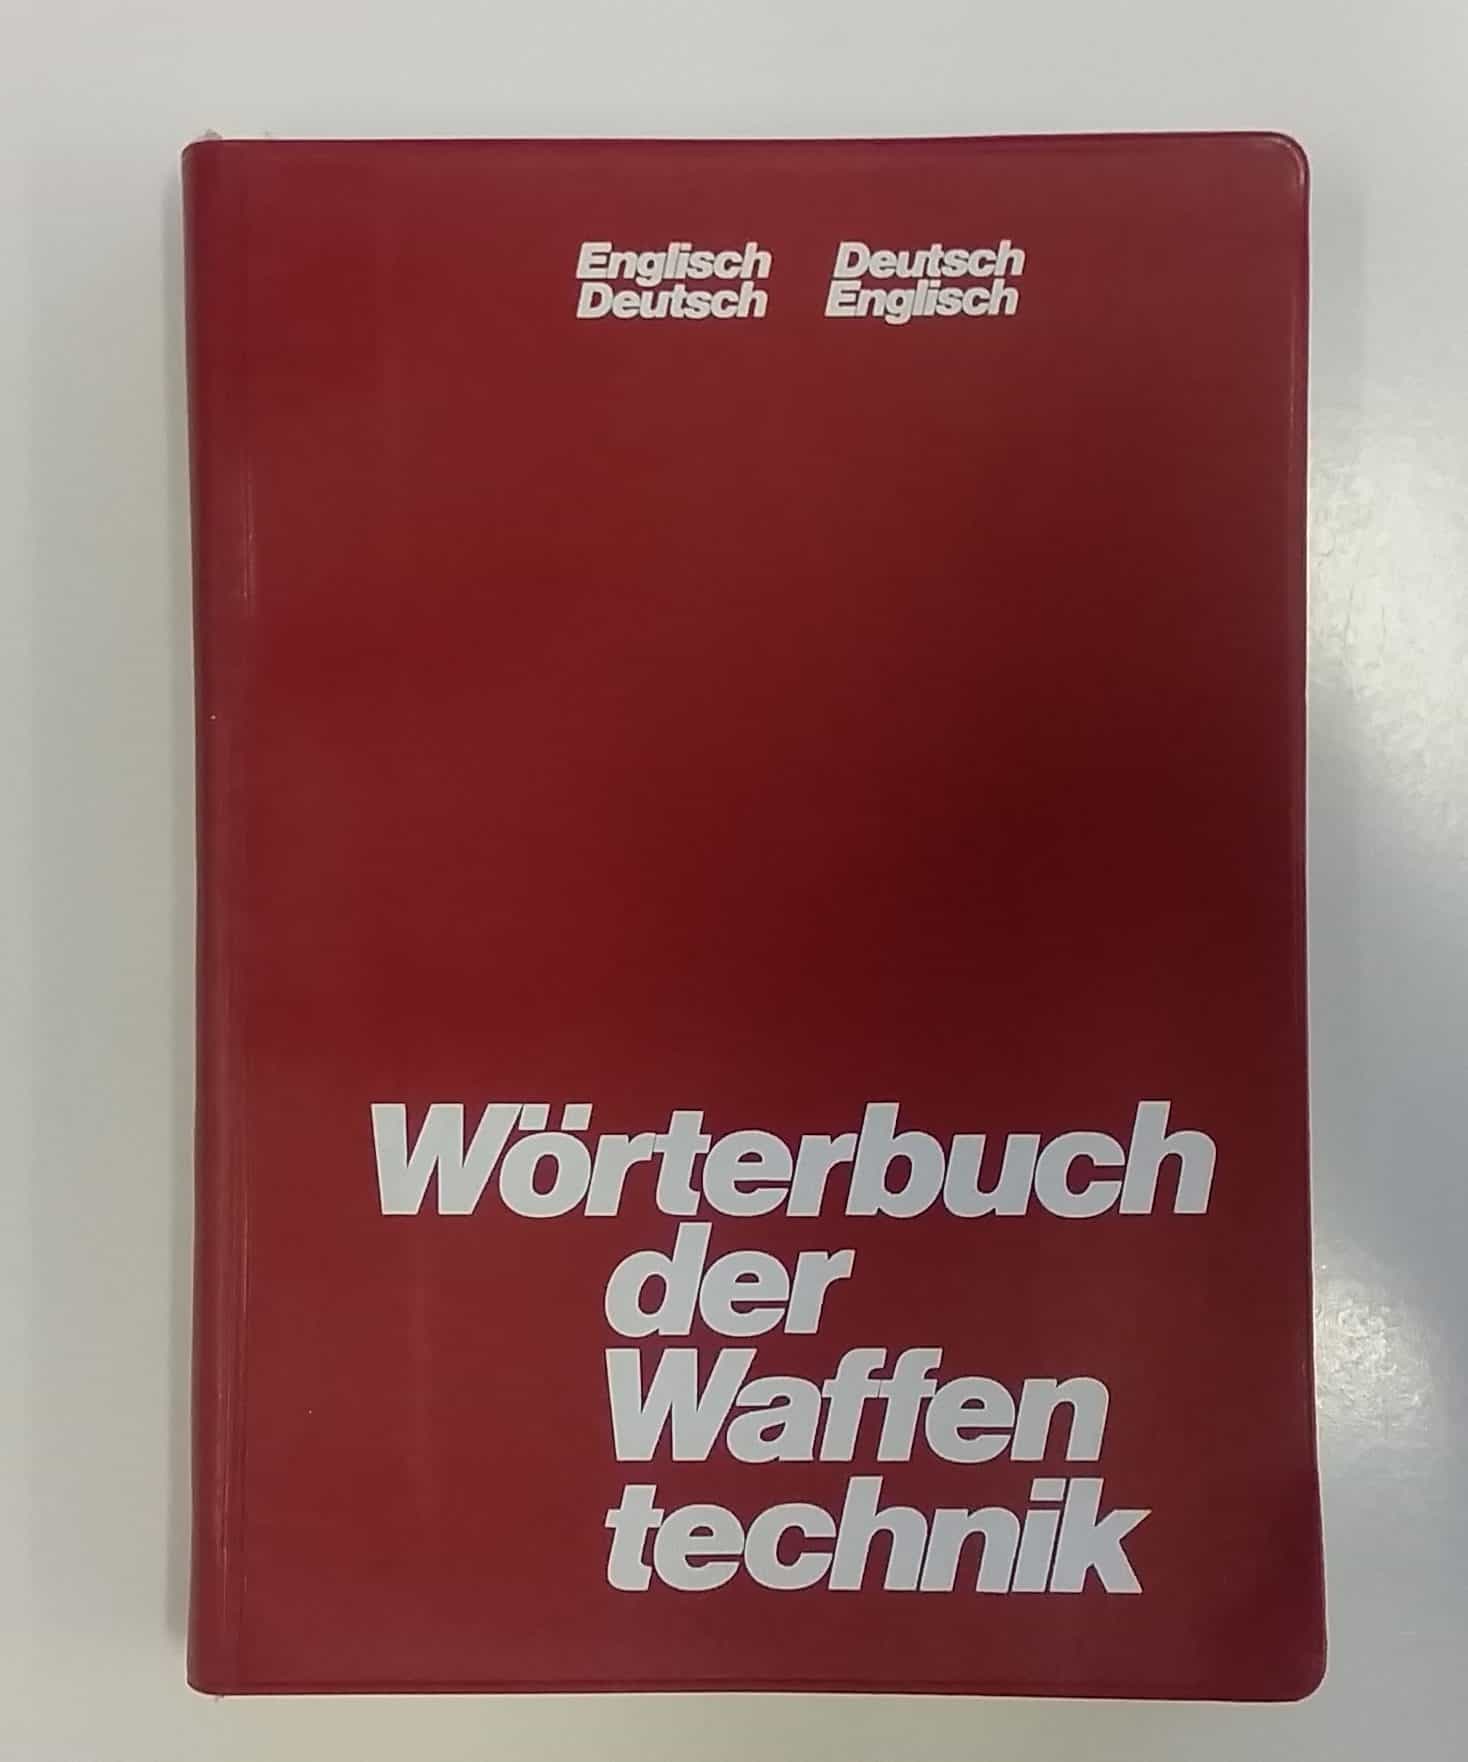 Englisch Deutsch
Deutsch Englisch
Wörterbuch
der
Waffen
technik